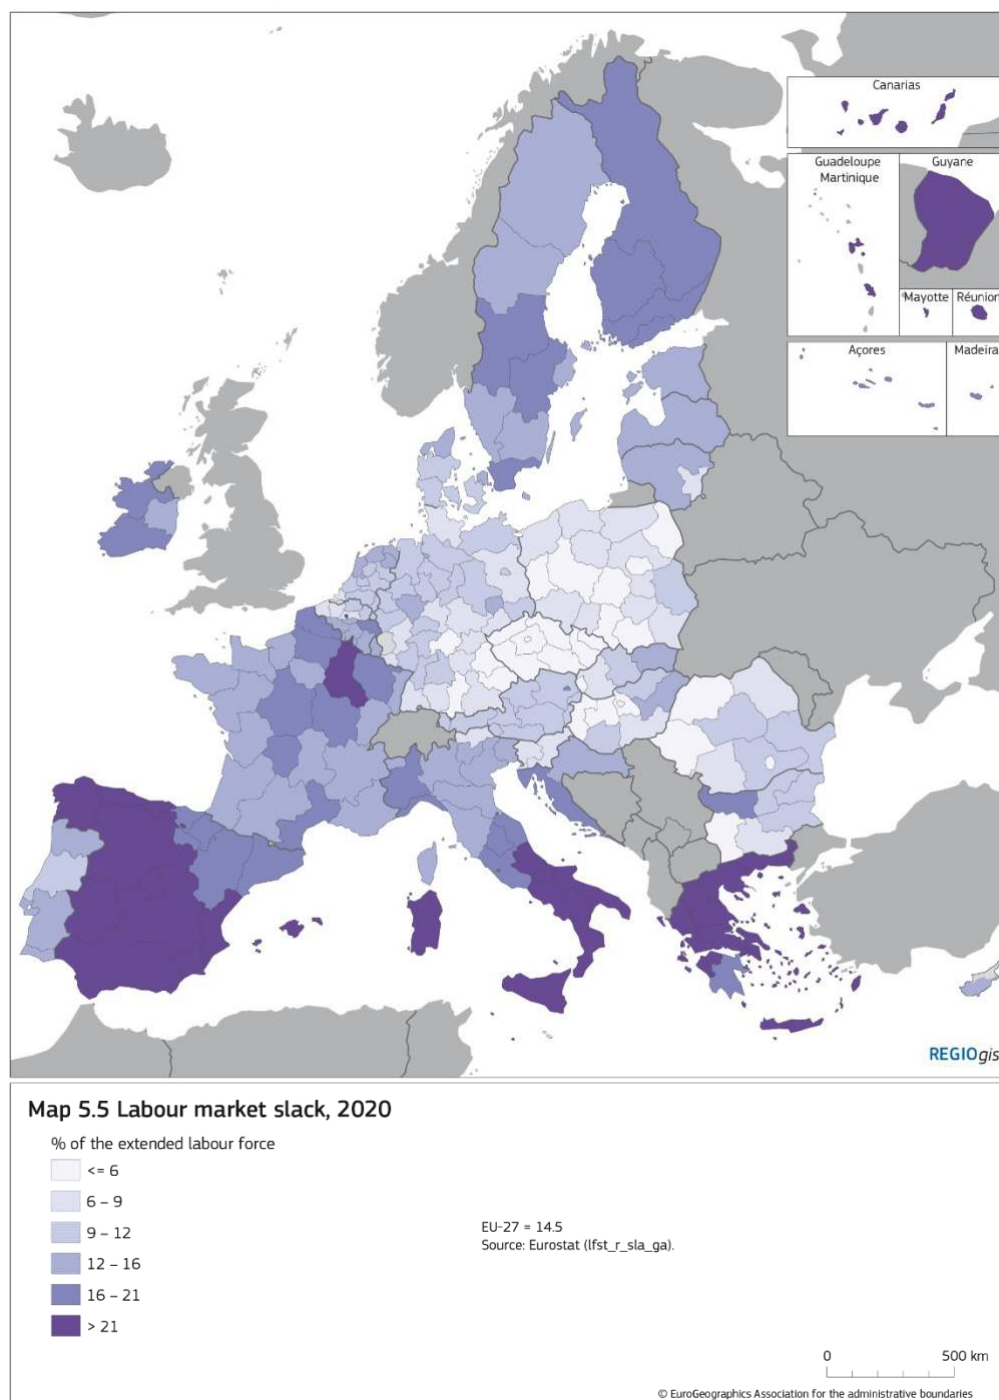 Canarias
Guadeloupe
Martinique
Guyane
Mayotte
Réunion
Açores
Madeira
REGIOgis
Map 5.5 Labour market slack, 2020
% of the extended labour force
<= 6
6 – 9
9 – 12
12 – 16
16 – 21
> 21
EU-27 = 14.5
Source: Eurostat (lfst_r_sla_ga).
0 500 km
© EuroGeographics Association for the administrative boundaries